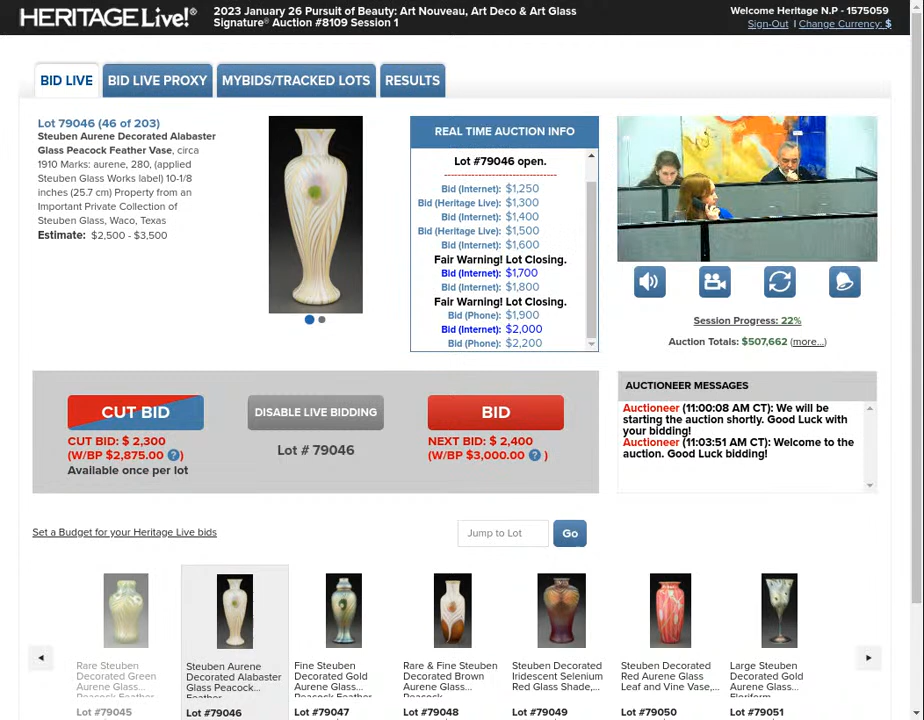 HERITAGE Live!®
2023 January 26 Pursuit of Beauty: Art Nouveau, Art Deco & Art Glass
Signature® Auction #8109 Session 1
Welcome Heritage N.P - 1575059
Sign-Out | Change Currency: $
BID LIVE
BID LIVE PROXY
MYBIDS/TRACKED LOTS
RESULTS
Lot 79046 (46 of 203)
Steuben Aurene Decorated Alabaster
Glass Peacock Feather Vase, circa
1910 Marks: aurene, 280, (applied
Steuben Glass Works label) 10-1/8
inches (25.7 cm) Property from an
Important Private Collection of
Steuben Glass, Waco, Texas
Estimate: $2,500 - $3,500
REAL TIME AUCTION INFO
Lot #79046 open.
--------------------------------
Bid (Internet): $1,250
Bid (Heritage Live): $1,300
Bid (Internet): $1,400
Bid (Heritage Live): $1,500
Bid (Internet): $1,600
Fair Warning! Lot Closing.
Bid (Internet): $1,700
Bid (Internet): $1,800
Fair Warning! Lot Closing.
Bid (Phone): $1,900
Bid (Internet): $2,000
Bid (Phone): $2,200
Session Progress: 22%
Auction Totals: $507,662 (more...)
CUT BID
CUT BID: $ 2,300
(W/BP $2,875.00 ?)
Available once per lot
DISABLE LIVE BIDDING
Lot # 79046
BID
NEXT BID: $ 2,400
(W/BP $3,000.00 ? )
AUCTIONEER MESSAGES
Auctioneer (11:00:08 AM CT): We will be
starting the auction shortly. Good Luck with
your bidding!
Auctioneer (11:03:51 AM CT): Welcome to the
auction. Good Luck bidding!
Set a Budget for your Heritage Live bids
Jump to Lot
Go
Rare Steuben
Decorated Green
Aurene Glass
Peacock Feather
Lot #79045
Steuben Aurene
Decorated Alabaster
Glass Peacock...
Feather
Lot #79046
Fine Steuben
Decorated Gold
Aurene Glass...
Peacock Feather
Lot #79047
Rare & Fine Steuben
Decorated Brown
Aurene Glass...
Peacock
Lot #79048
Steuben Decorated
Iridescent Selenium
Red Glass Shade,...
Lot #79049
Steuben Decorated
Red Aurene Glass
Leaf and Vine Vase,...
Lot #79050
Large Steuben
Decorated Gold
Aurene Glass...
Floriform
Lot #79051